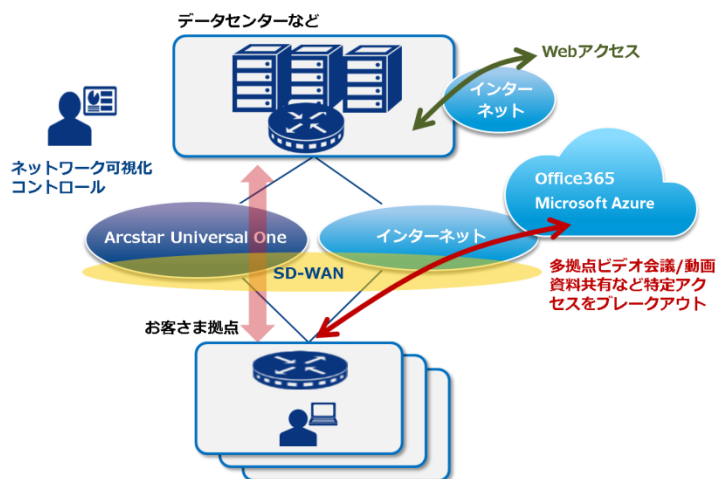 データセンターなど
Webアクセス
インター
ネット
ネットワーク可視化
コントロール
Office365
Microsoft Azure
Arcstar Universal One
インターネット
SD-WAN
多拠点ビデオ会議/動画
資料共有など特定アク
セスをブレークアウト
お客さま拠点